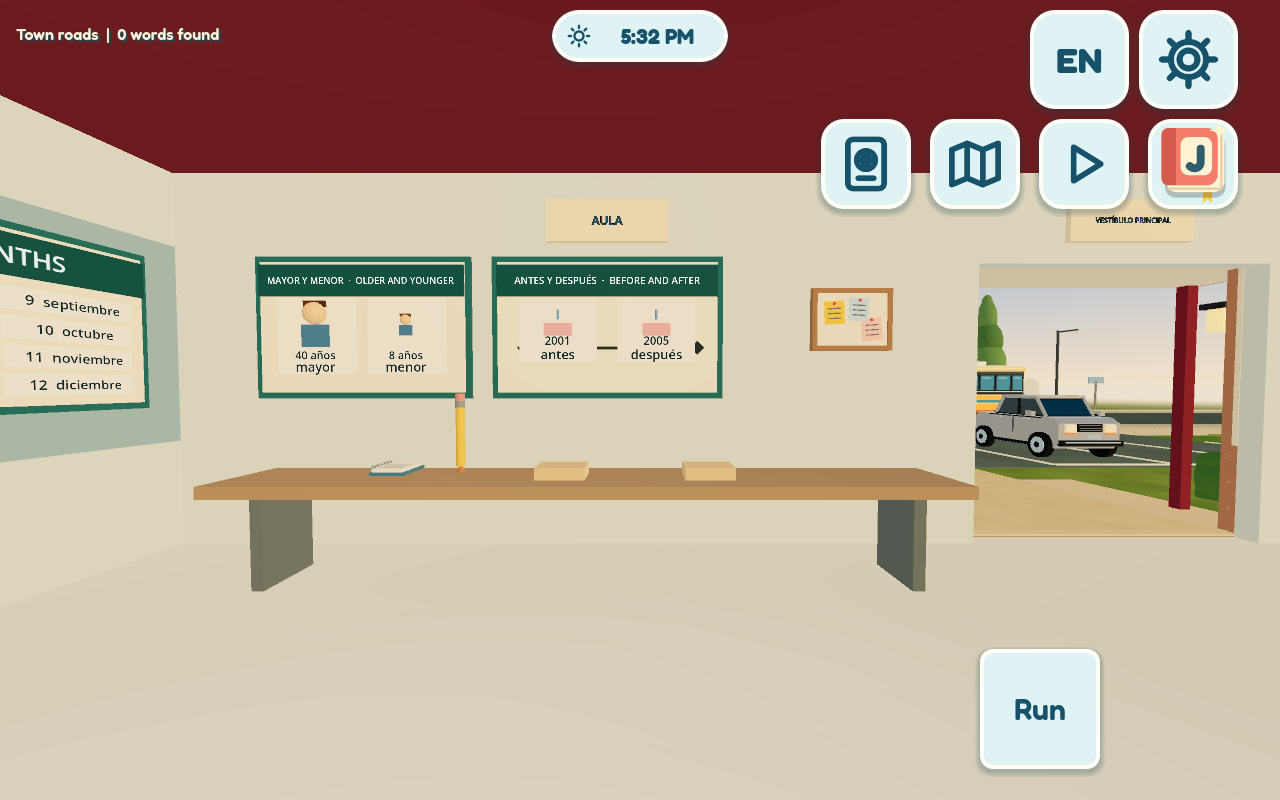 Town roads | 0 words found
5:32 PM
EN
J
AULA
VESTÍBULO PRINCIPAL
NTHS
9 septiembre
10 octubre
11 noviembre
12 diciembre
MAYOR Y MENOR · OLDER AND YOUNGER
40 años
mayor
8 años
menor
ANTES Y DESPUÉS · BEFORE AND AFTER
2001
antes
2005
después
Run